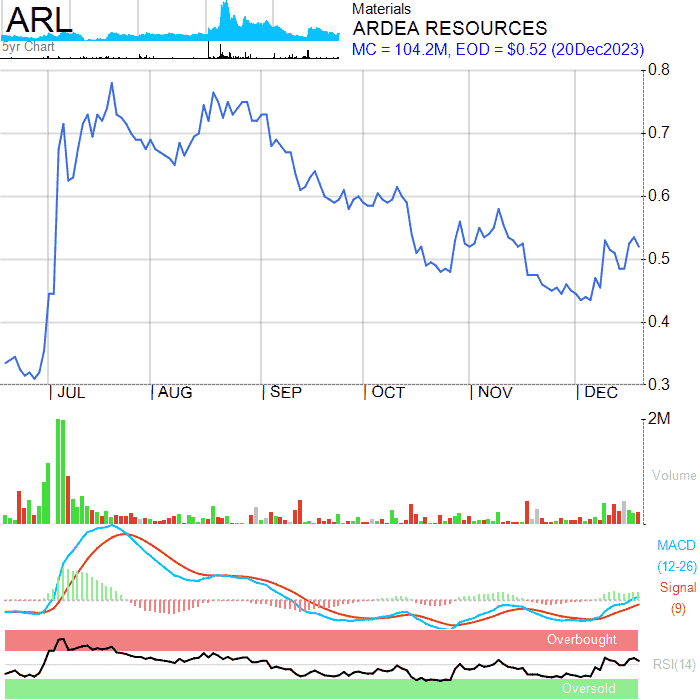 ARL
5yr Chart
Materials
ARDEA RESOURCES
MC = 104.2M, EOD = $0.52 (20Dec2023)
0.8
0.7
0.6
0.5
0.4
0.3
| JUL | AUG | SEP | OCT | NOV | DEC
2M
Volume
MACD
(12-26)
Signal
(9)
Overbought
RSI(14)
Oversold